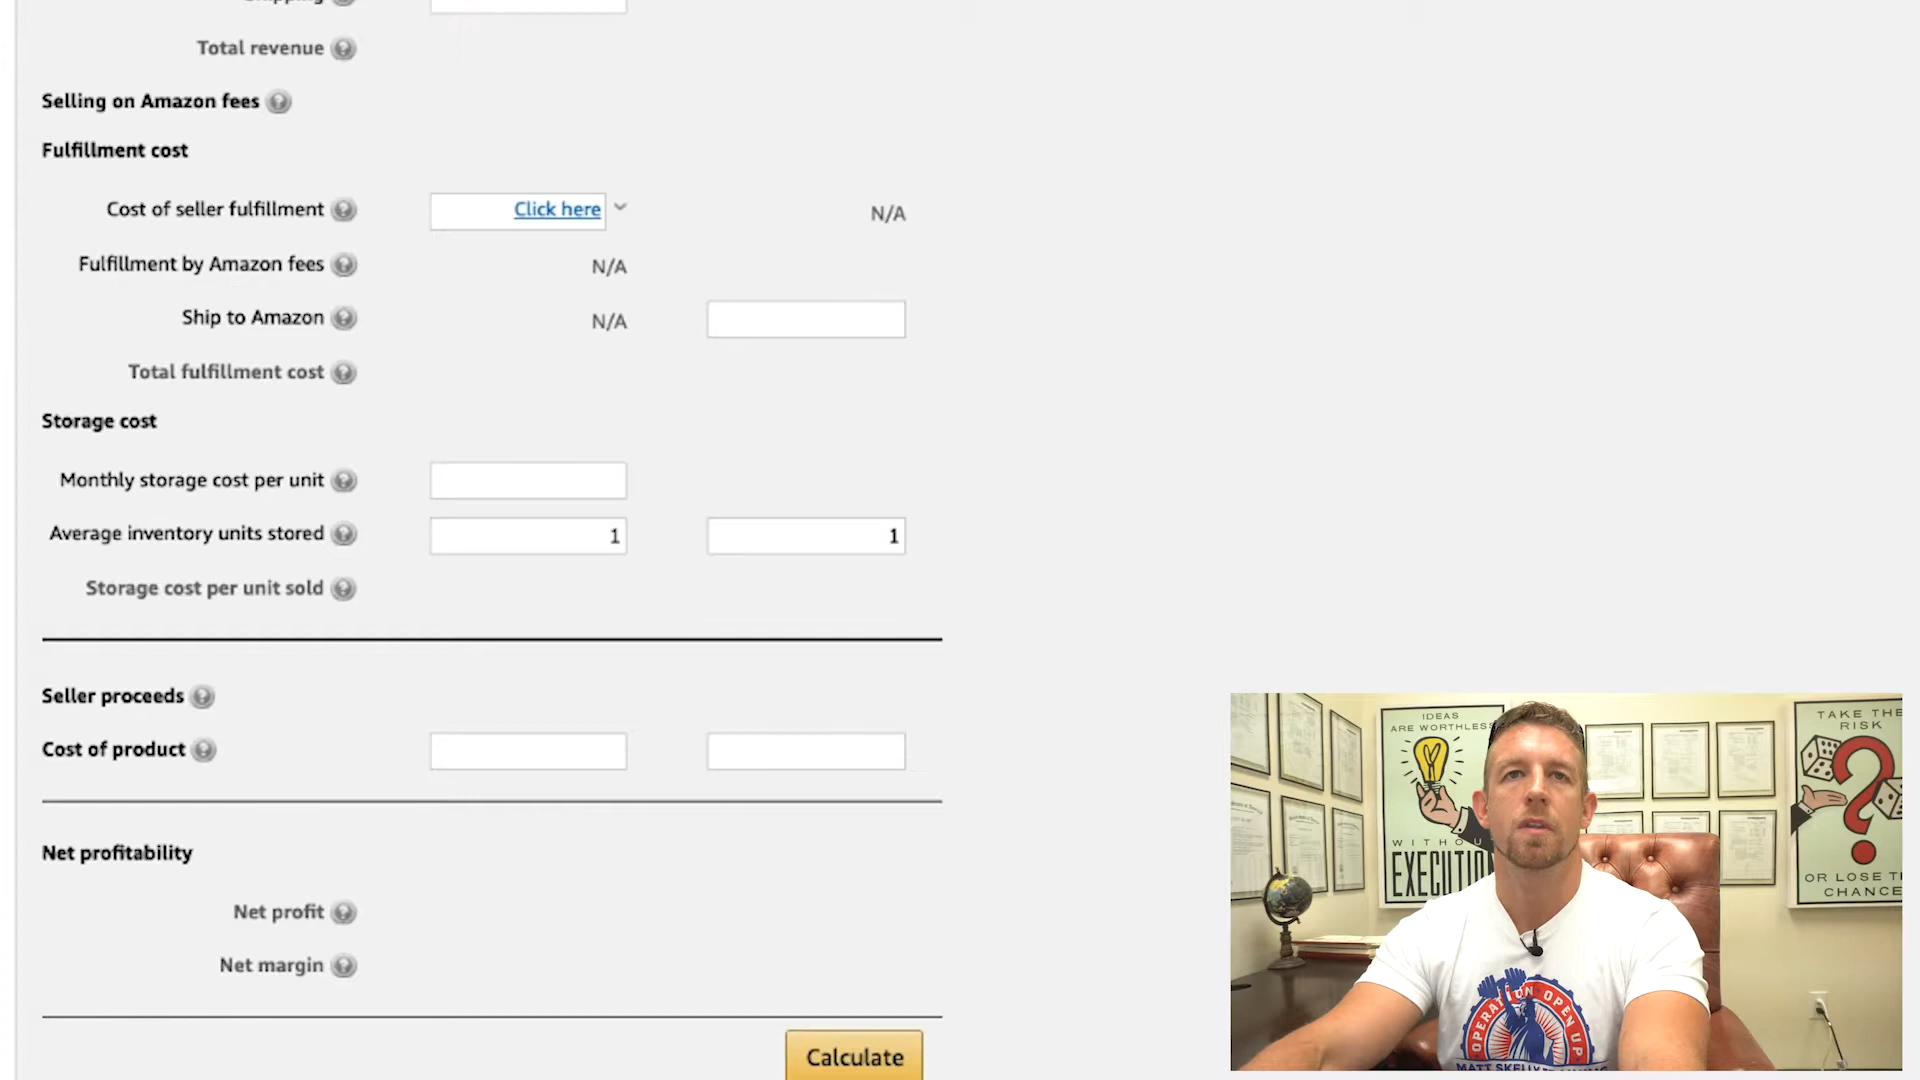 Total revenue
Selling on Amazon fees
Fulfillment cost
Cost of seller fulfillment Click here N/A
Fulfillment by Amazon fees N/A
Ship to Amazon N/A
Total fulfillment cost
Storage cost
Monthly storage cost per unit
Average inventory units stored 1 1
Storage cost per unit sold
Seller proceeds
Cost of product
Net profitability
Net profit
Net margin
Calculate
IDEAS
ARE WORTHLESS
WITHOU
EXECUTION
TAKE THE
RISK
OR LOSE T
CHANCE
OPERATION OPEN UP